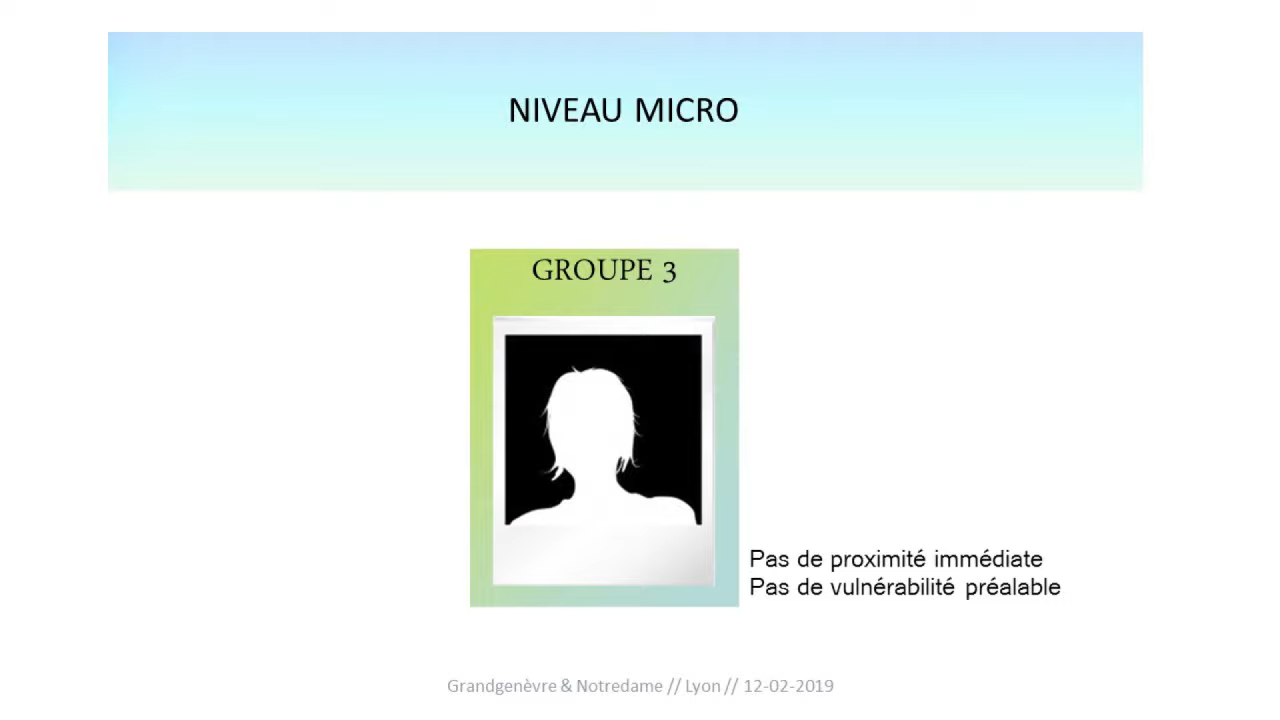 NIVEAU MICRO
GROUPE 3
Pas de proximité immédiate
Pas de vulnérabilité préalable
Grandgenèvre & Notredame // Lyon // 12-02-2019